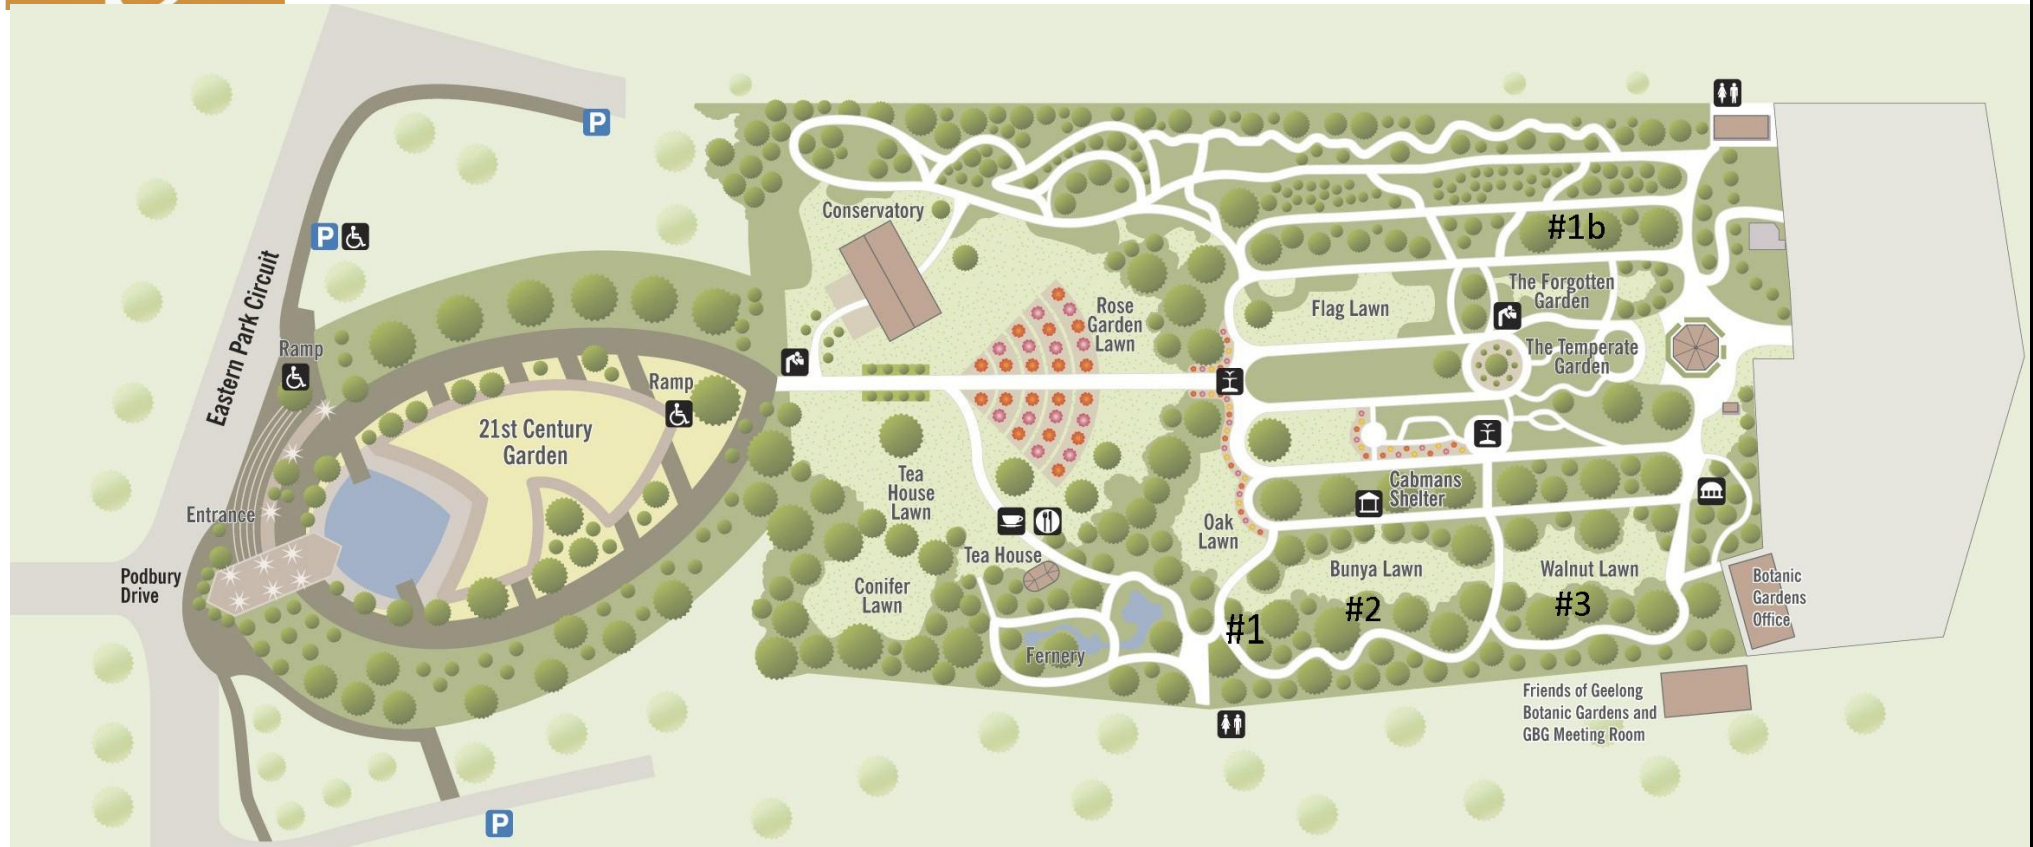 P
P
Eastern Park Circuit
Ramp
Ramp
21st Century
Garden
Entrance
Podbury
Drive
P
Conservatory
Rose
Garden
Lawn
Tea
House
Lawn
Tea House
Conifer
Lawn
Fernery
Oak
Lawn
Flag Lawn
#1b
The Forgotten
Garden
The Temperate
Garden
Cabmans
Shelter
Bunya Lawn
Walnut Lawn
#1
#2
#3
Botanic
Gardens
Office
Friends of Geelong
Botanic Gardens and
GBG Meeting Room